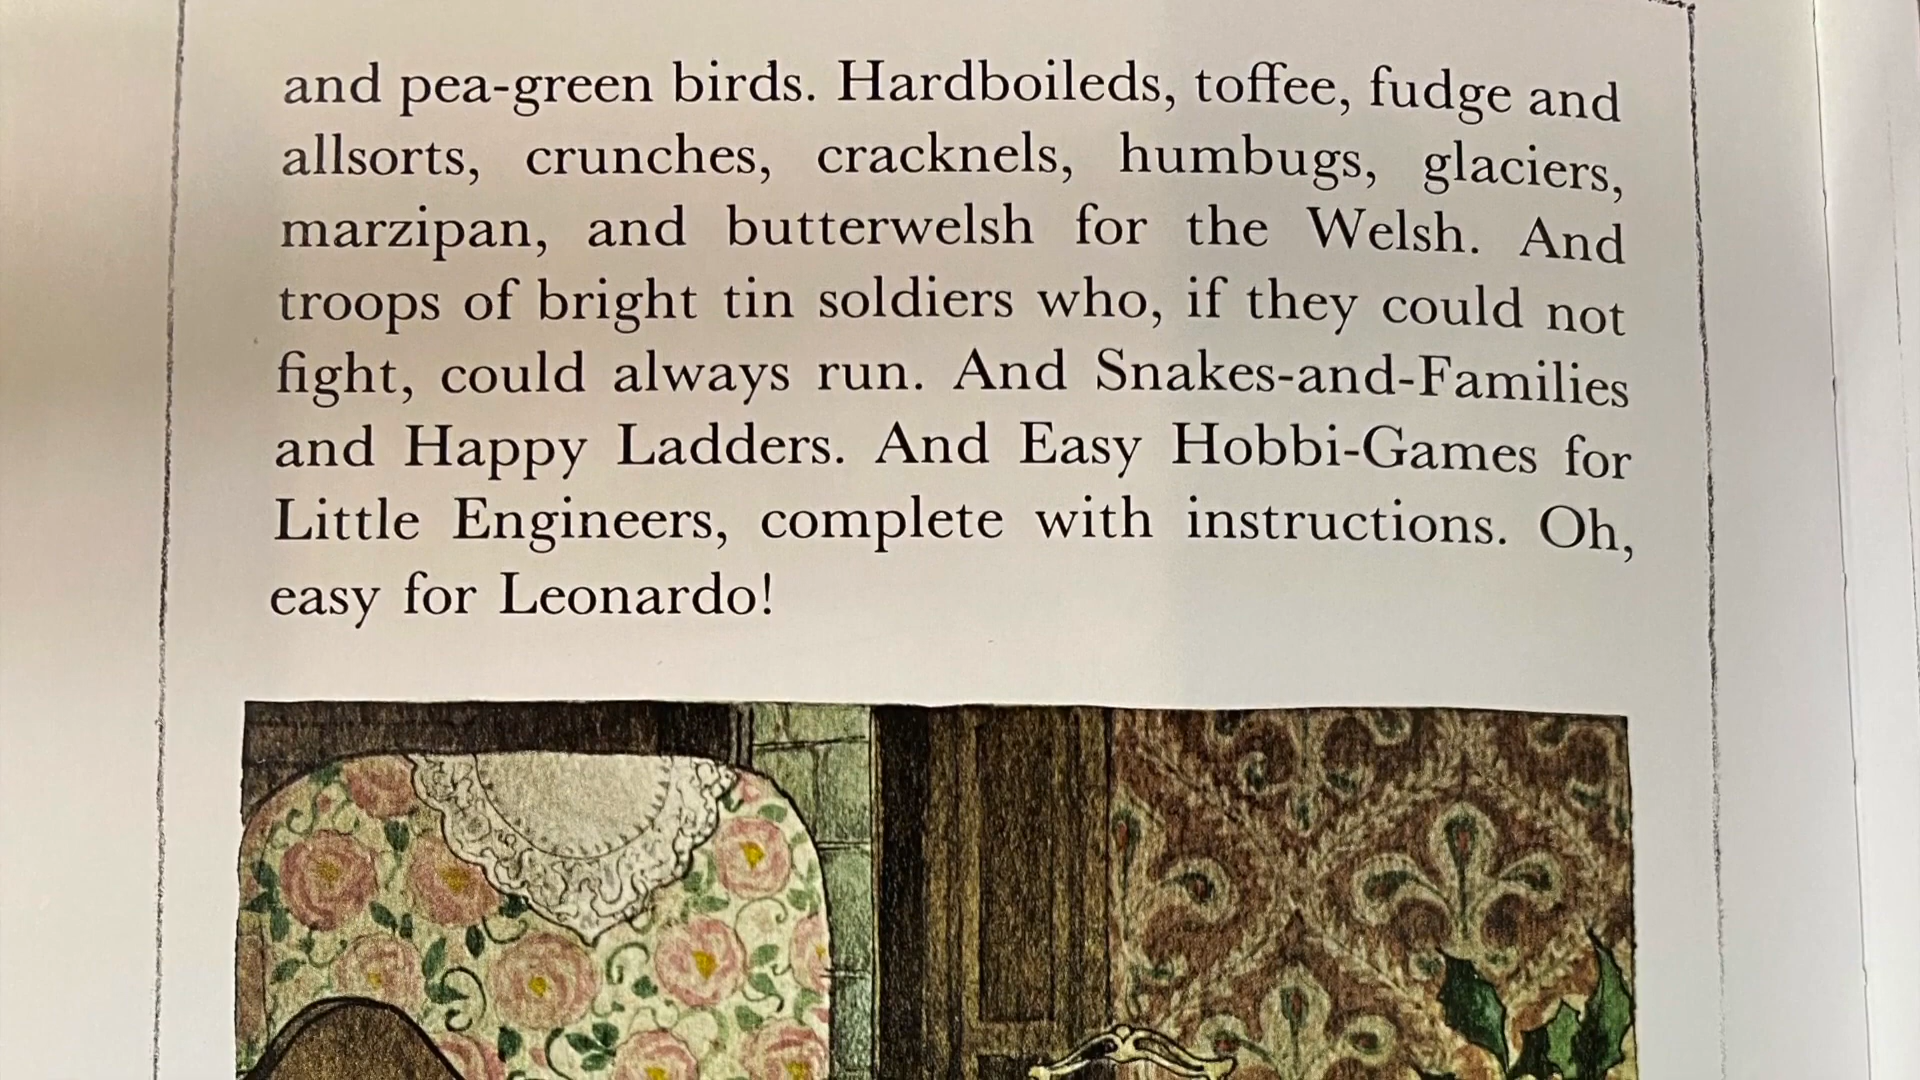 and pea-green birds. Hardboileds, toffee, fudge and
allsorts, crunches, cracknels, humbugs, glaciers,
marzipan, and butterwelsh for the Welsh. And
troops of bright tin soldiers who, if they could not
fight, could always run. And Snakes-and-Families
and Happy Ladders. And Easy Hobbi-Games for
Little Engineers, complete with instructions. Oh,
easy for Leonardo!